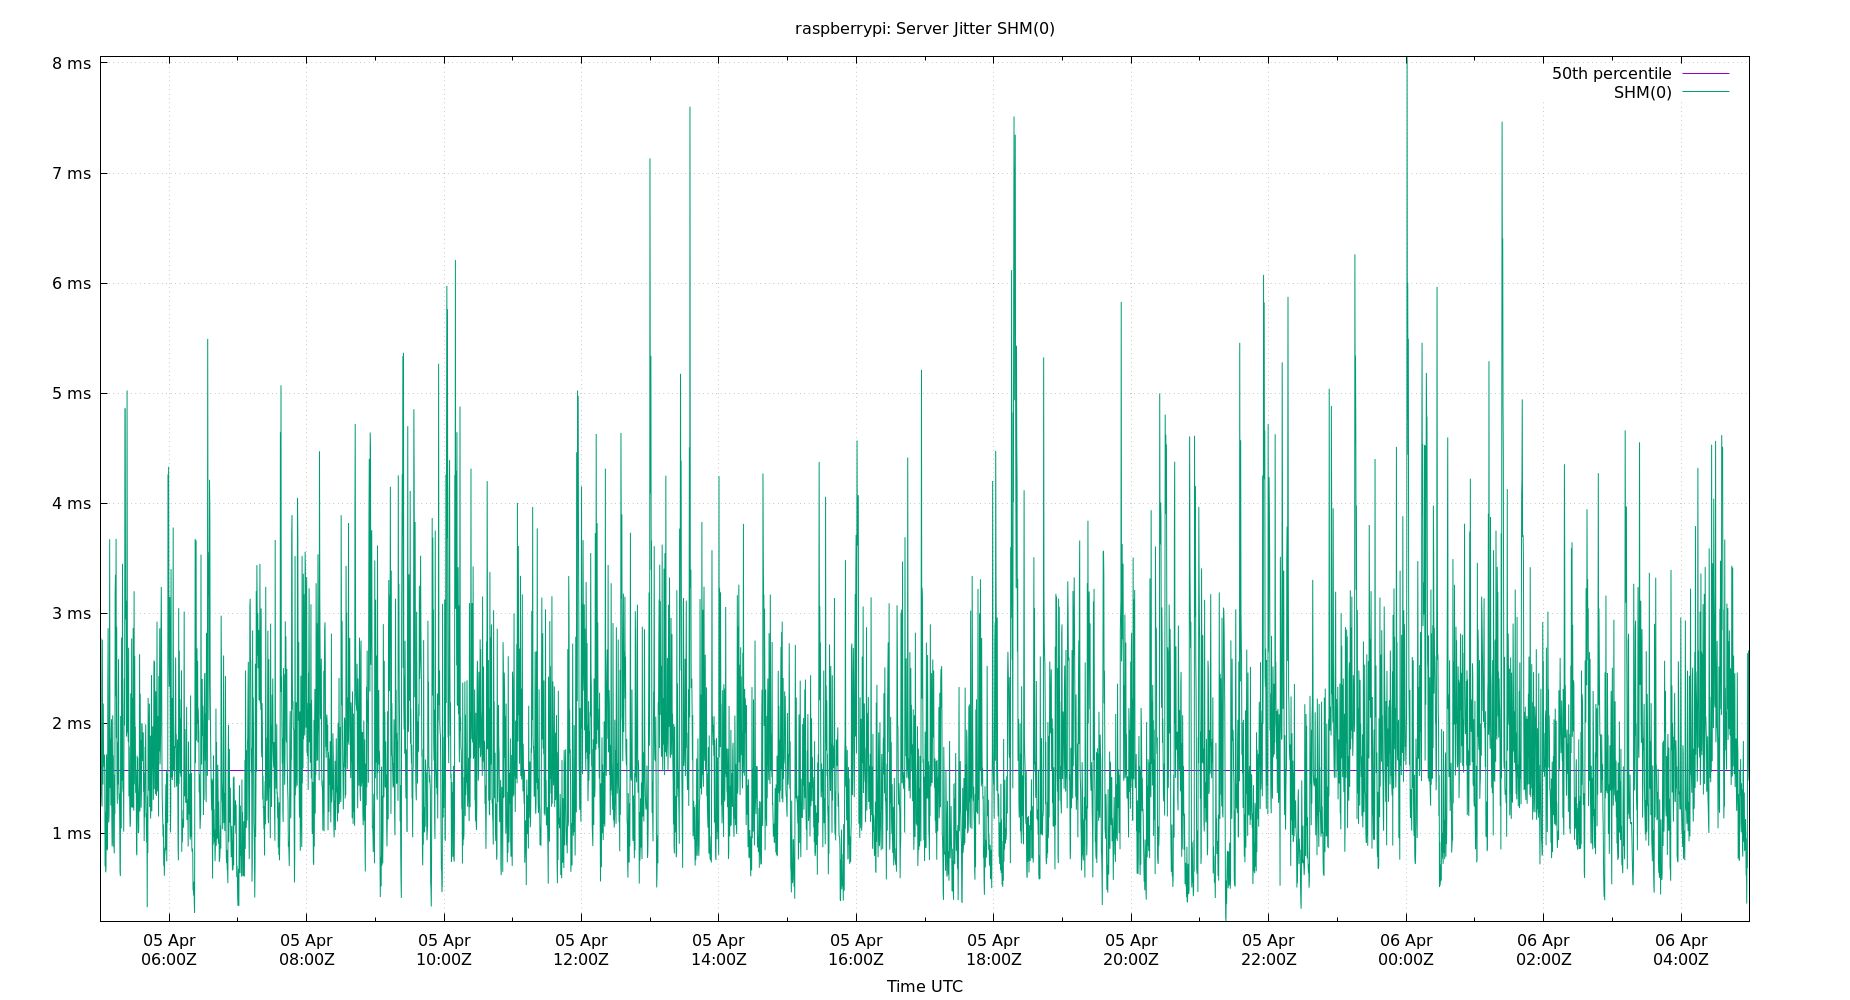 raspberrypi: Server Jitter SHM(0)
8 ms
7 ms
6 ms
5 ms
4 ms
3 ms
2 ms
1 ms
50th percentile
SHM(0)
05 Apr 05 Apr 05 Apr 05 Apr 05 Apr 05 Apr 05 Apr 05 Apr 05 Apr 06 Apr 06 Apr 06 Apr
06:00Z 08:00Z 10:00Z 12:00Z 14:00Z 16:00Z 18:00Z 20:00Z 22:00Z 00:00Z 02:00Z 04:00Z
Time UTC